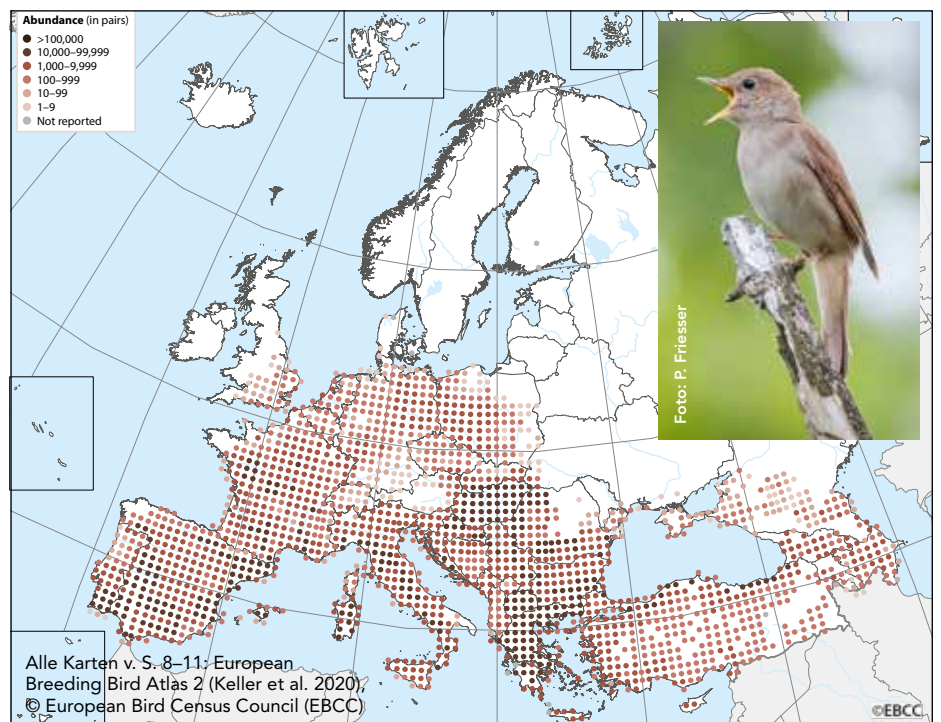 Abundance (in pairs)
>100,000
10,000–99,999
1,000–9,999
100–999
10–99
1–9
Not reported
Foto: P. Friesser
Alle Karten v. S. 8–11: European
Breeding Bird Atlas 2 (Keller et al. 2020),
© European Bird Census Council (EBCC)
©EBCC